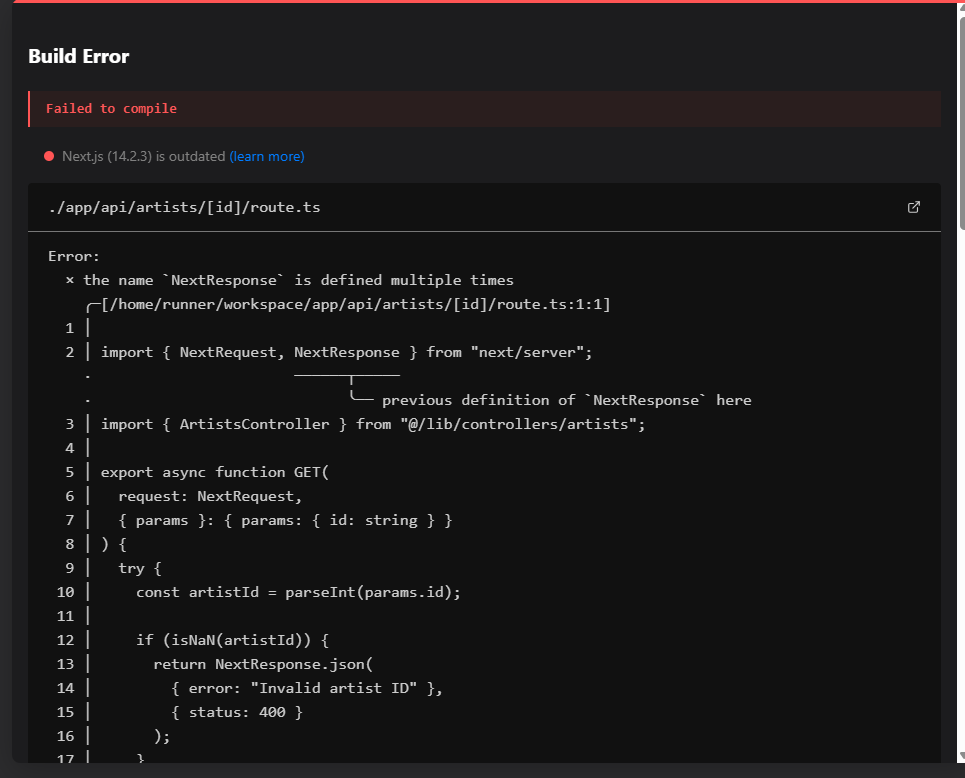 Build Error
Failed to compile
Next.js (14.2.3) is outdated (learn more)
./app/api/artists/[id]/route.ts
Error:
× the name `NextResponse` is defined multiple times
╭─[/home/runner/workspace/app/api/artists/[id]/route.ts:1:1]
1 │
2 │ import { NextRequest, NextResponse } from "next/server";
· ──────┬─────
· ╰── previous definition of `NextResponse` here
3 │ import { ArtistsController } from "@/lib/controllers/artists";
4 │
5 │ export async function GET(
6 │ request: NextRequest,
7 │ { params }: { params: { id: string } }
8 │ ) {
9 │ try {
10 │ const artistId = parseInt(params.id);
11 │
12 │ if (isNaN(artistId)) {
13 │ return NextResponse.json(
14 │ { error: "Invalid artist ID" },
15 │ { status: 400 }
16 │ );
17 │ }